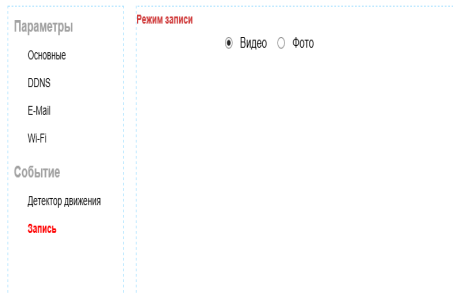 Параметры
Основные
DDNS
E-Mail
Wi-Fi
Событие
Детектор движения
Запись
Режим записи
Видео Фото